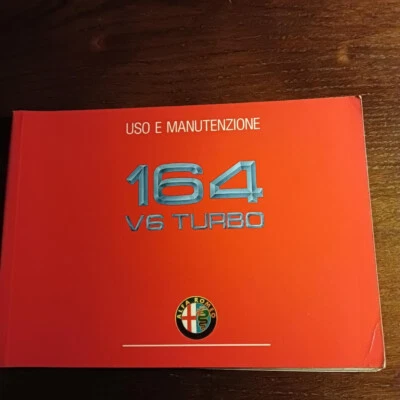 USO E MANUTENZIONE
164
V6 TURBO
ALFA ROMEO